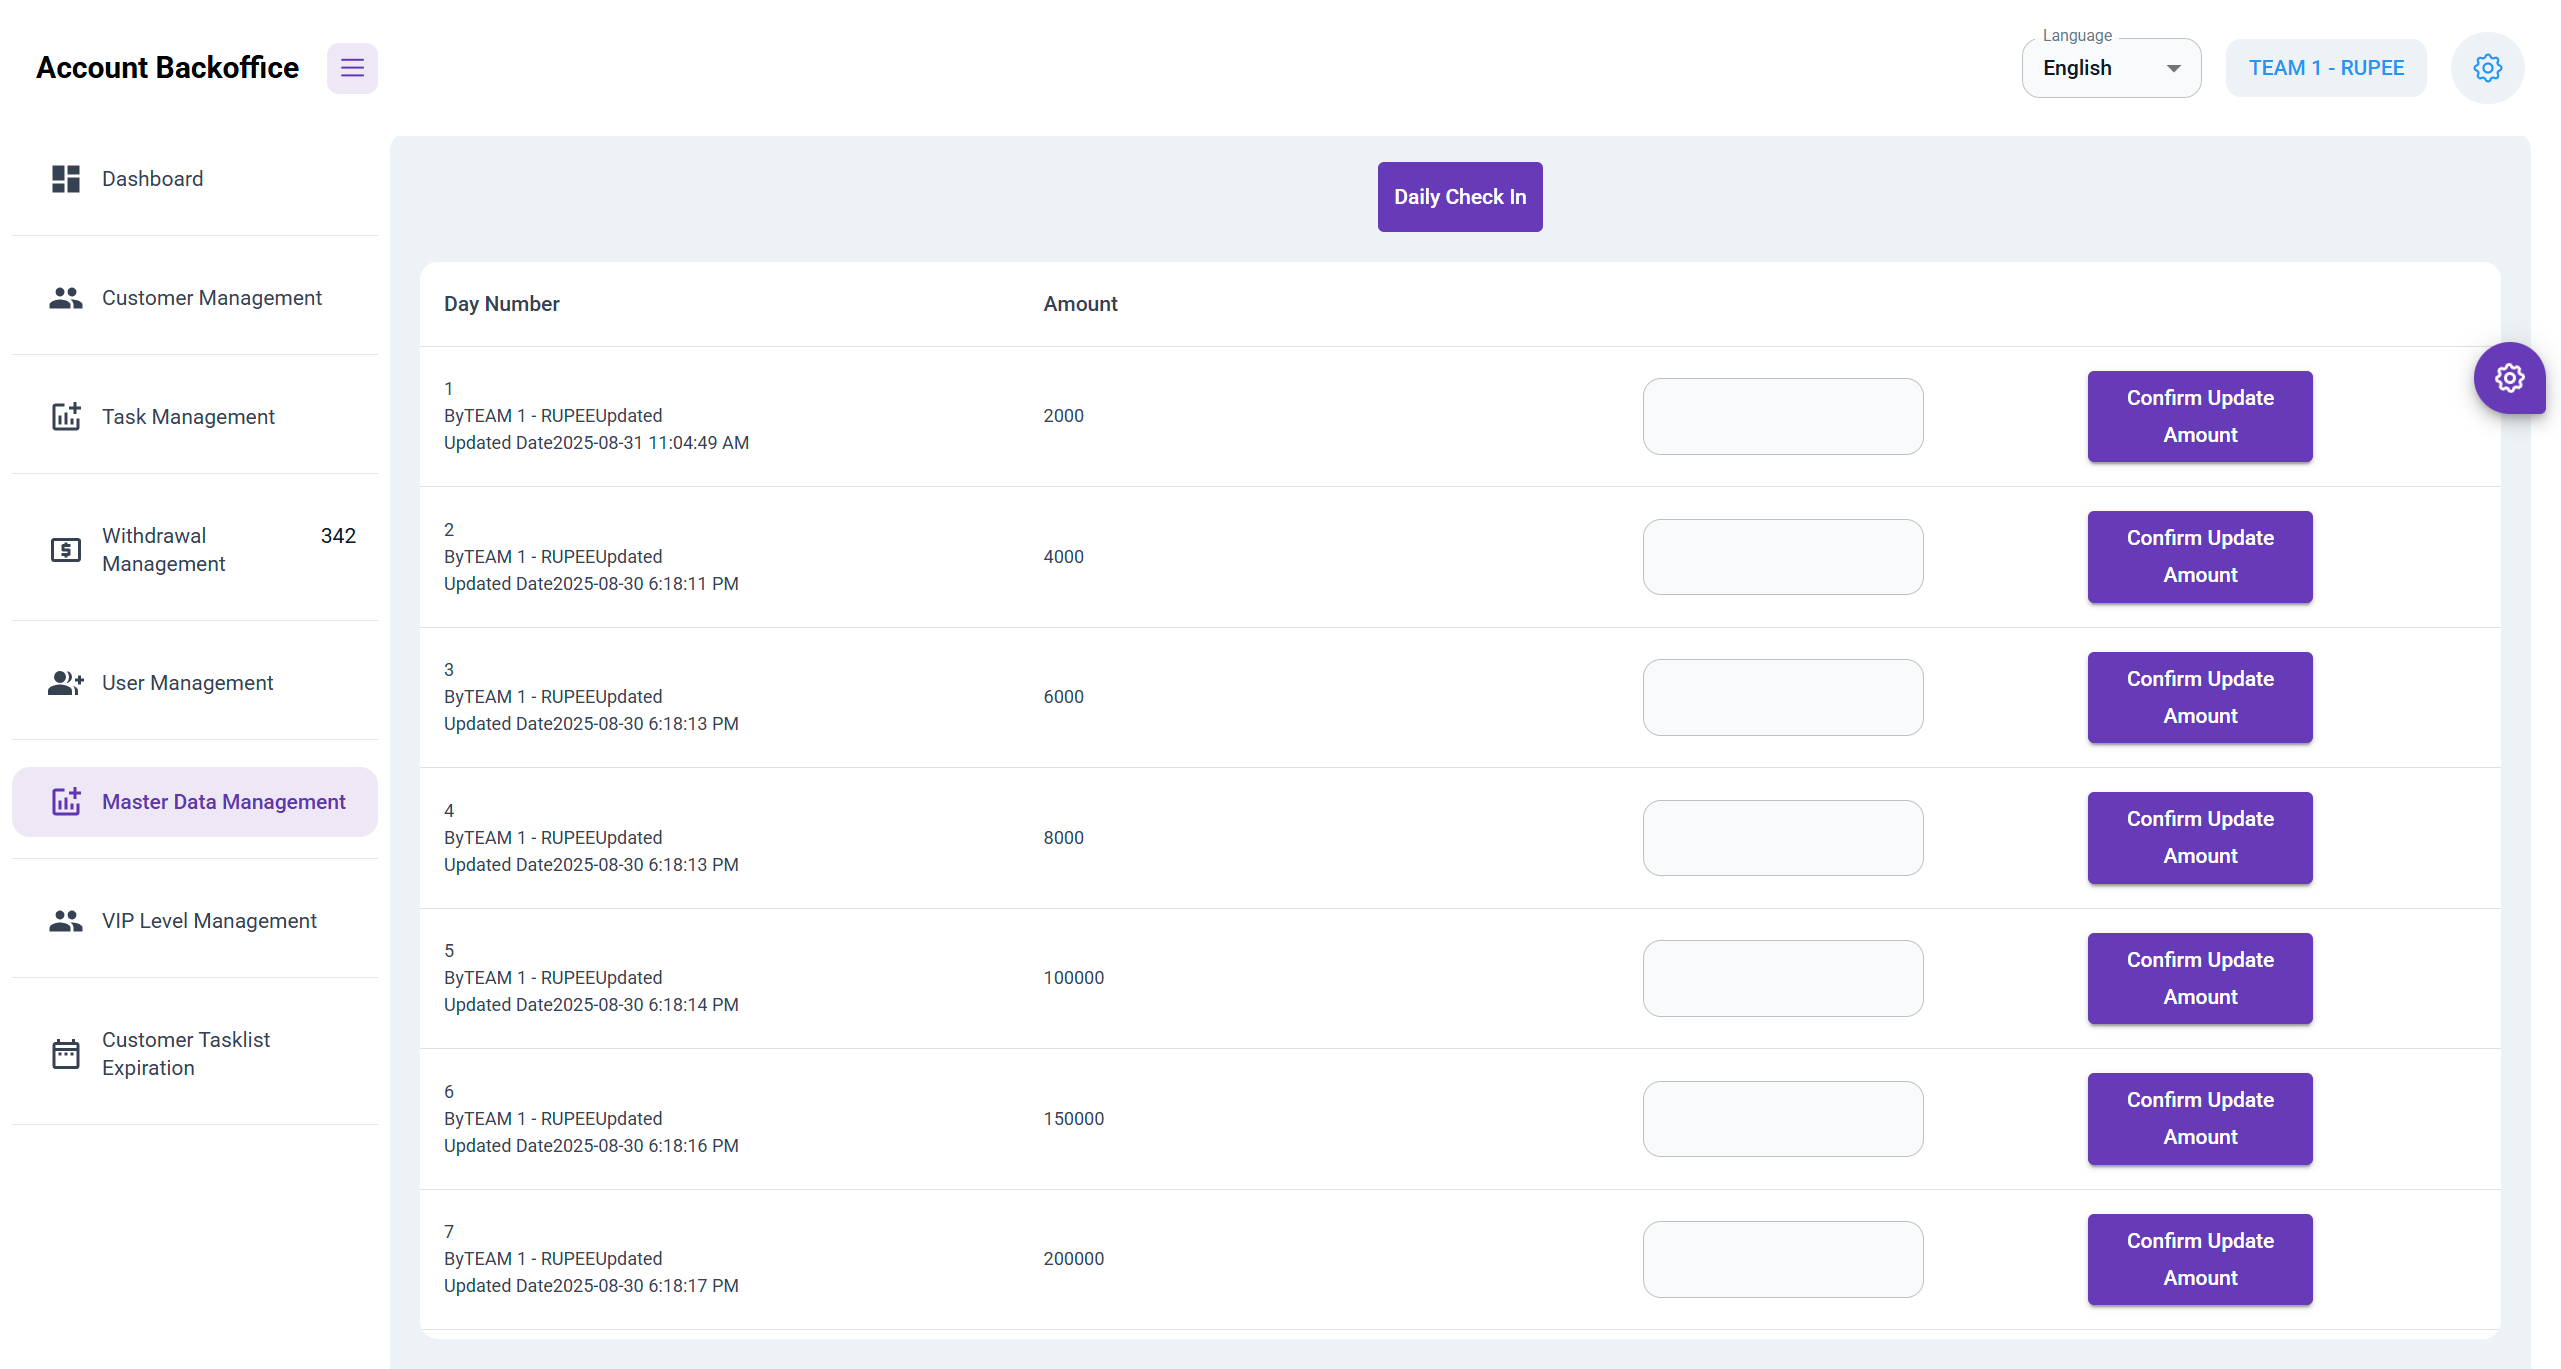 Account Backoffice
Language
English
TEAM 1 - RUPEE
Dashboard
Customer Management
Task Management
Withdrawal
Management
342
User Management
Master Data Management
VIP Level Management
Customer Tasklist
Expiration
Daily Check In
Day Number
Amount
1
ByTEAM 1 - RUPEEUpdated
Updated Date2025-08-31 11:04:49 AM
2000
Confirm Update
Amount
2
ByTEAM 1 - RUPEEUpdated
Updated Date2025-08-30 6:18:11 PM
4000
Confirm Update
Amount
3
ByTEAM 1 - RUPEEUpdated
Updated Date2025-08-30 6:18:13 PM
6000
Confirm Update
Amount
4
ByTEAM 1 - RUPEEUpdated
Updated Date2025-08-30 6:18:13 PM
8000
Confirm Update
Amount
5
ByTEAM 1 - RUPEEUpdated
Updated Date2025-08-30 6:18:14 PM
100000
Confirm Update
Amount
6
ByTEAM 1 - RUPEEUpdated
Updated Date2025-08-30 6:18:16 PM
150000
Confirm Update
Amount
7
ByTEAM 1 - RUPEEUpdated
Updated Date2025-08-30 6:18:17 PM
200000
Confirm Update
Amount